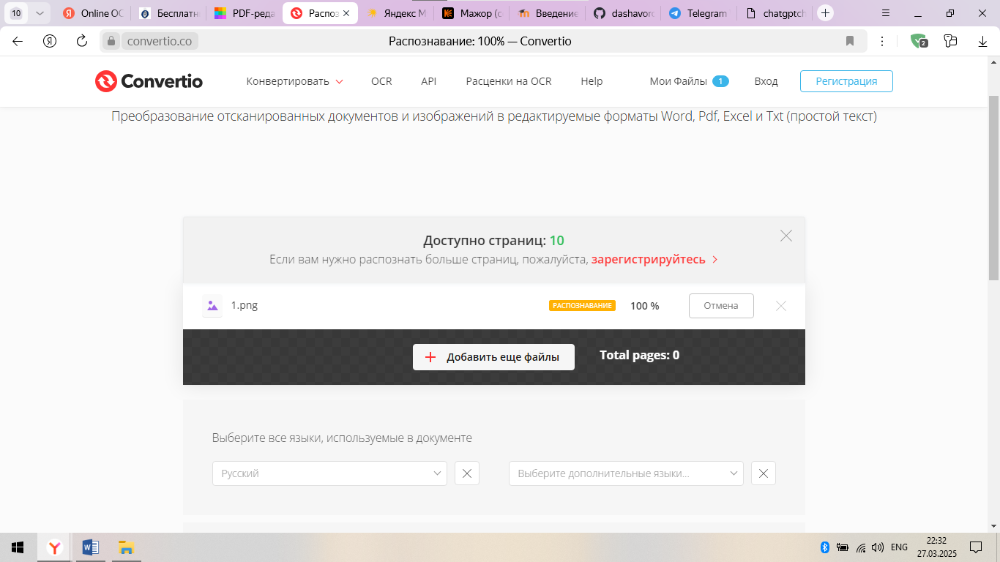 10
Online OC
Бесплатн
PDF-реда
Распоз
Яндекс М
Мажор (с
Введение
dashavoro
Telegram
chatgptch
convertio.co
Распознавание: 100% — Convertio
2
Convertio
Конвертировать
OCR
API
Расценки на OCR
Help
Мои Файлы 1
Вход
Регистрация
Преобразование отсканированных документов и изображений в редактируемые форматы Word, Pdf, Excel и Txt (простой текст)
Доступно страниц: 10
Если вам нужно распознать больше страниц, пожалуйста, зарегистрируйтесь
1.png
РАСПОЗНАВАНИЕ
100 %
Отмена
Добавить еще файлы
Total pages: 0
Выберите все языки, используемые в документе
Русский
Выберите дополнительные языки...
ENG
22:32
27.03.2025